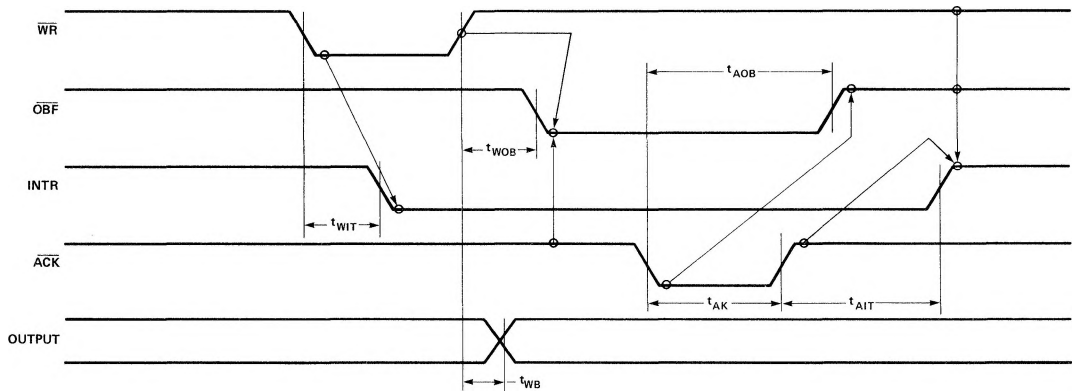 WR
OBF
INTR
ACK
OUTPUT
tAOB
tWOB
tWIT
tAK
tAIT
tWB